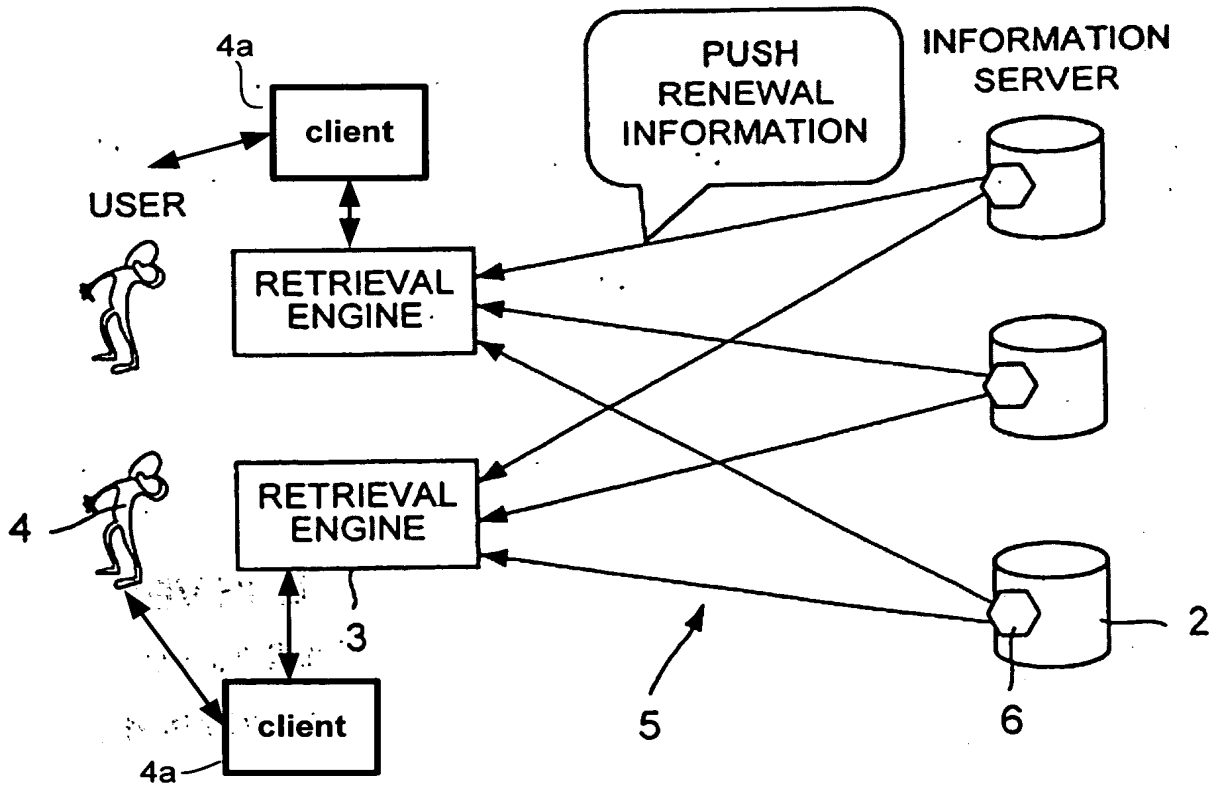 4a
client
USER
PUSH
RENEWAL
INFORMATION
INFORMATION
SERVER
RETRIEVAL
ENGINE
4
RETRIEVAL
ENGINE
3
2
client
4a
5
6